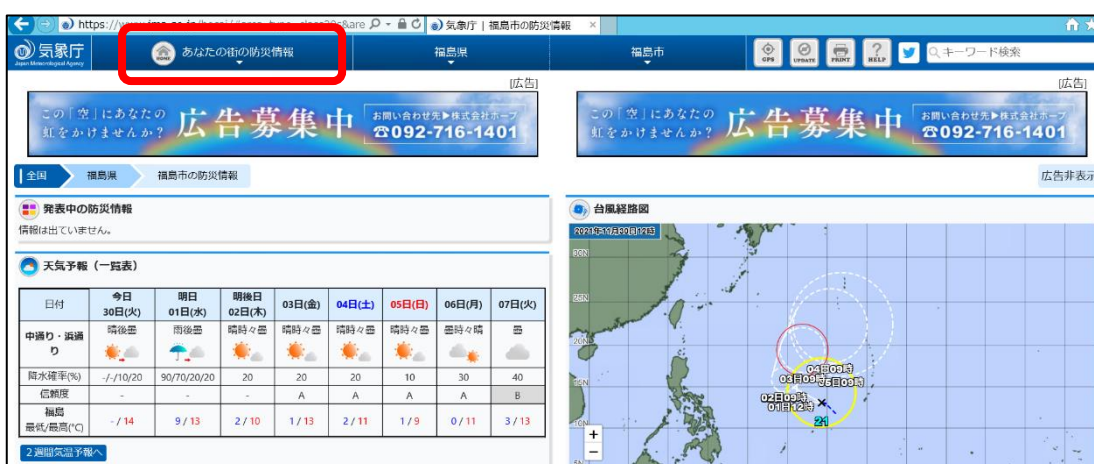 https://www.jma.go.jp/bosai/
気象庁 | 福島市の防災情報 ×
気象庁
Japan Meteorological Agency
HOME
あなたの街の防災情報
福島県
福島市
GPS
UPDATE
PRINT
HELP
キーワード検索
[広告]
[広告]
この「空」にあなたの
虹をかけませんか?
広告募集中
お問い合わせ先▶株式会社ホープ
☎092-716-1401
この「空」にあなたの
虹をかけませんか?
広告募集中
お問い合わせ先▶株式会社ホープ
☎092-716-1401
全国 福島県 福島市の防災情報
広告非表示
発表中の防災情報
情報は出ていません。
天気予報（一覧表）
日付 今日 30日(火) 明日 01日(水) 明後日 02日(木) 03日(金) 04日(土) 05日(日) 06日(月) 07日(火)
中通り・浜通り 晴後曇 雨後曇 晴時々曇 晴時々曇 晴時々曇 晴時々曇 曇時々晴 曇
降水確率(%) -/-/10/20 90/70/20/20 20 20 20 10 30 40
信頼度 - - - A A A A B
福島 最低/最高(℃) - / 14 9 / 13 2 / 10 1 / 13 2 / 11 1 / 9 0 / 11 3 / 13
2週間気温予報へ
台風経路図
2021年11月30日12時
30N
25N
20N
15N
10N
5N
04日09時
03日09時
05日09時
02日09時
01日12時
21
+
−